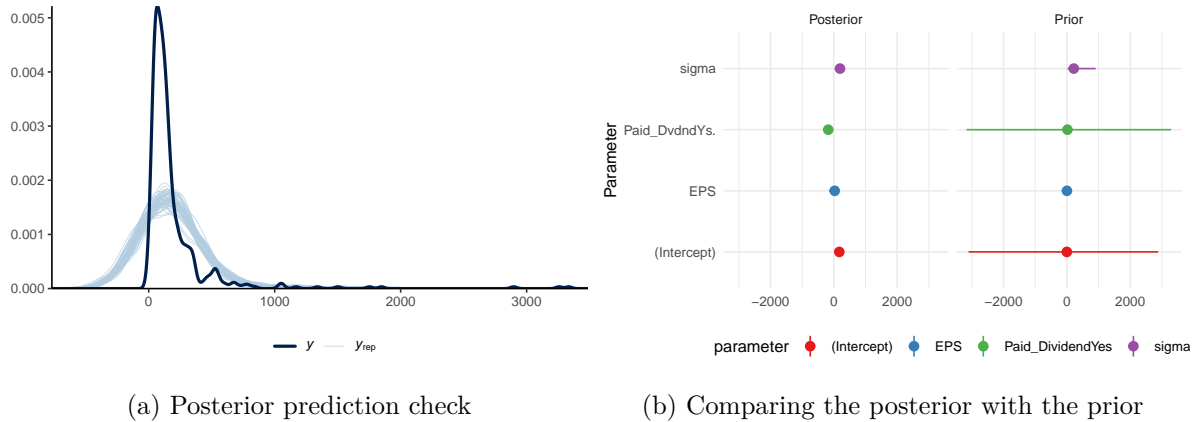 0.005
0.004
0.003
0.002
0.001
0.000
0 1000 2000 3000
y yrep
(a) Posterior prediction check
Posterior Prior
Parameter
sigma
Paid_DvdndYs.
EPS
(Intercept)
−2000 0 2000 −2000 0 2000
parameter (Intercept) EPS Paid_DividendYes sigma
(b) Comparing the posterior with the prior